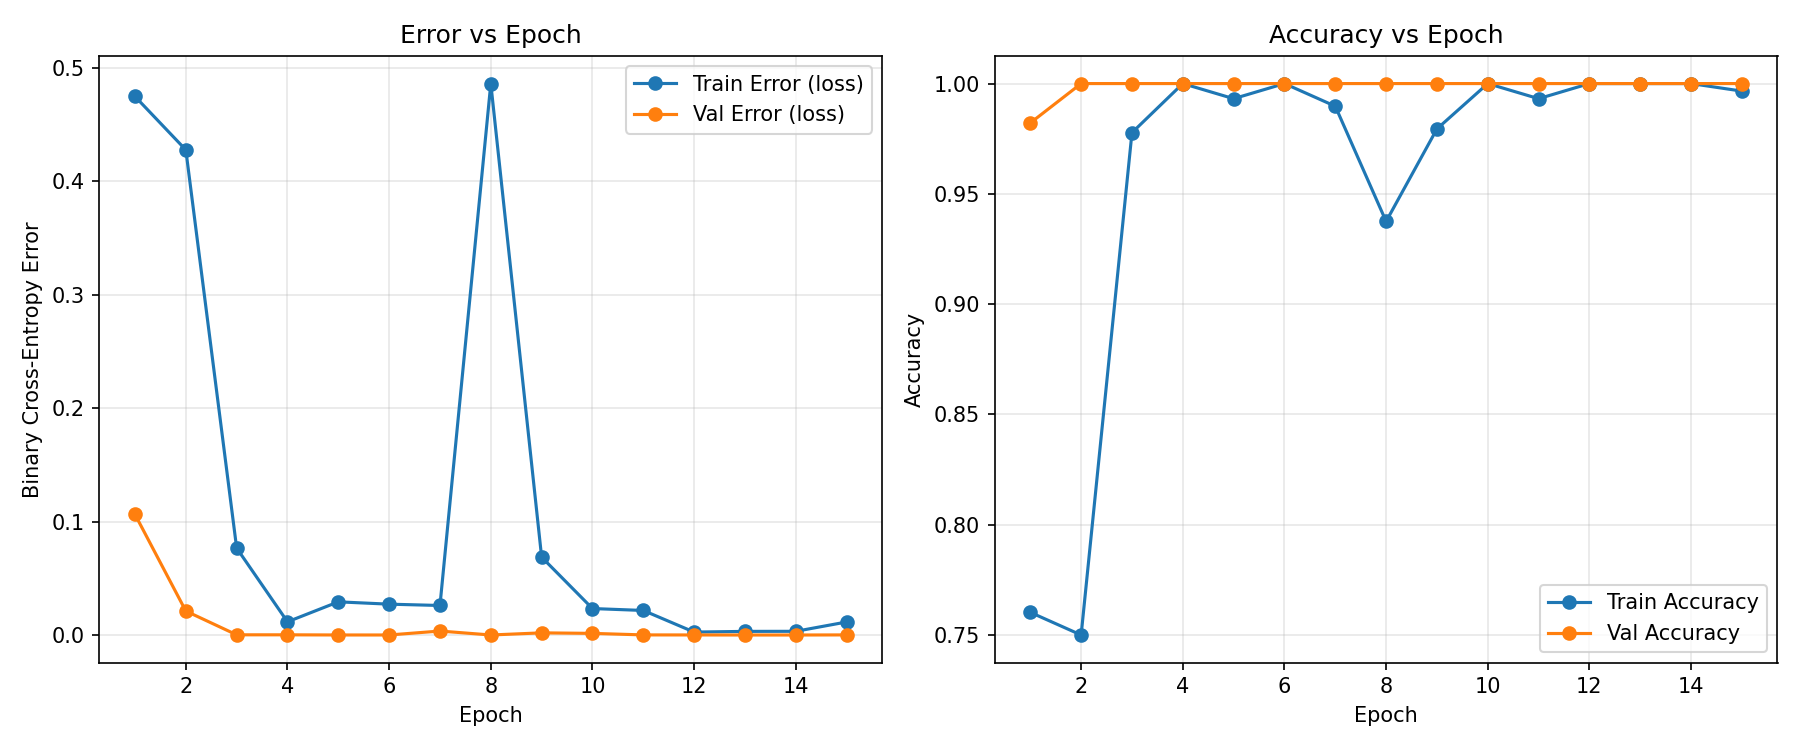 Error vs Epoch
Binary Cross-Entropy Error
0.5
0.4
0.3
0.2
0.1
0.0
Train Error (loss)
Val Error (loss)
2 4 6 8 10 12 14
Epoch
Accuracy vs Epoch
Accuracy
1.00
0.95
0.90
0.85
0.80
0.75
Train Accuracy
Val Accuracy
2 4 6 8 10 12 14
Epoch